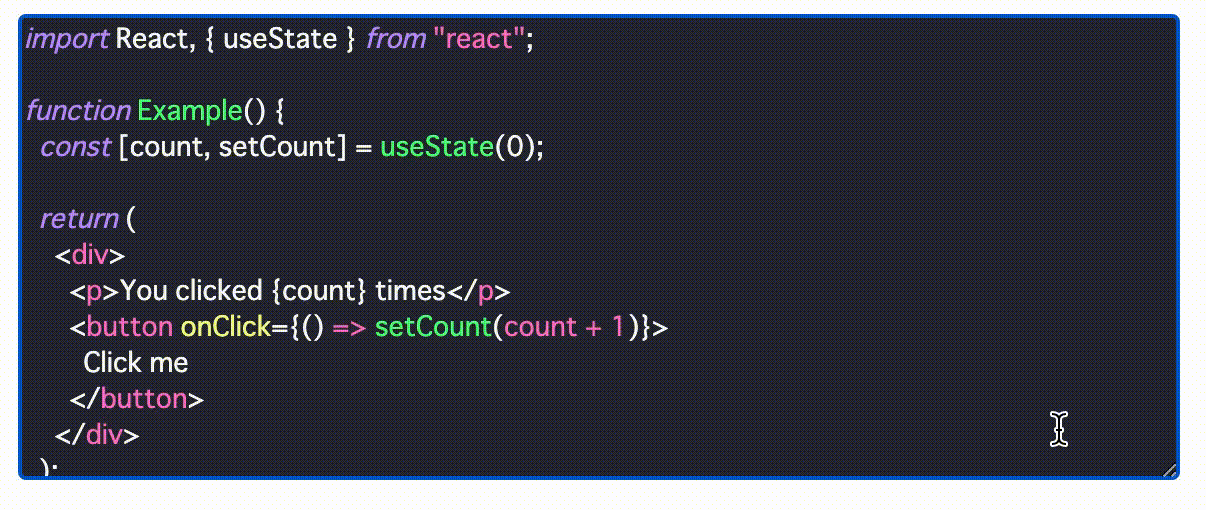 import React, { useState } from "react";
function Example() {
const [count, setCount] = useState(0);
return (
<div>
<p>You clicked {count} times</p>
<button onClick={() => setCount(count + 1)}>
Click me
</button>
</div>
);